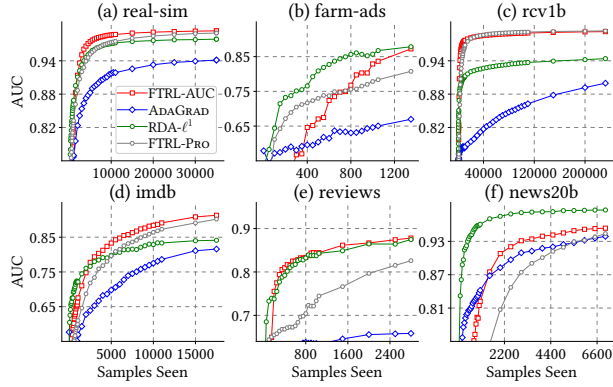 (a) real-sim
(b) farm-ads
(c) rcv1b
AUC
0.94
0.88
0.82
FTRL-AUC
ADAGRAD
RDA-ℓ¹
FTRL-PRO
10000 20000 30000
0.85
0.75
0.65
400 800 1200
0.94
0.88
0.82
40000 120000 200000
(d) imdb
(e) reviews
(f) news20b
AUC
0.85
0.75
0.65
5000 10000 15000
0.9
0.8
0.7
800 1600 2400
0.93
0.87
0.81
2200 4400 6600
Samples Seen
Samples Seen
Samples Seen